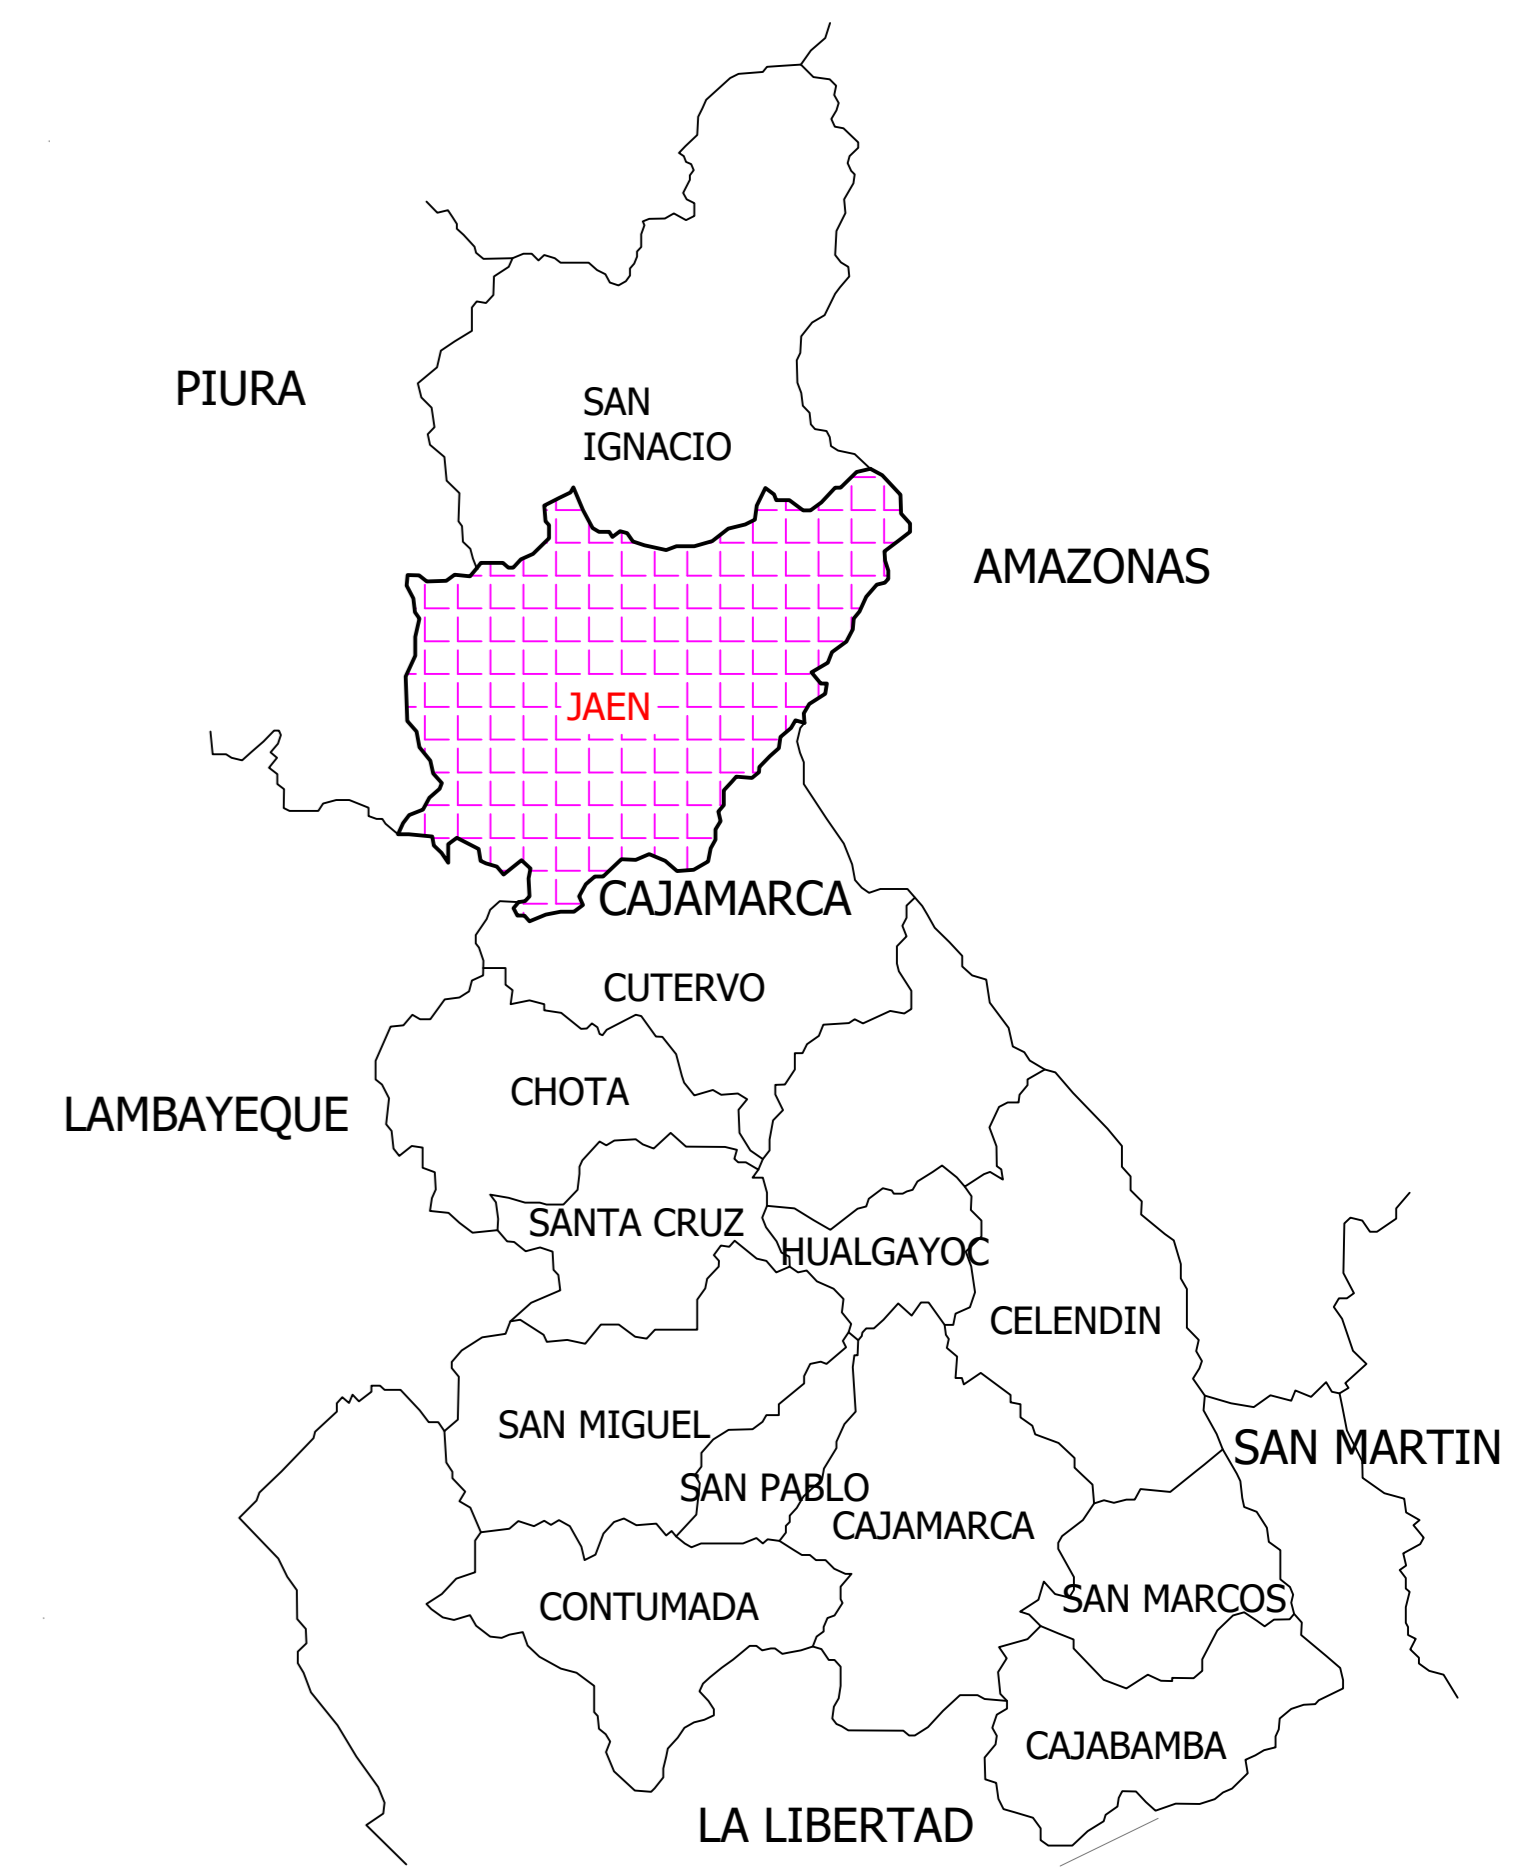 PIURA
SAN
IGNACIO
AMAZONAS
JAEN
CAJAMARCA
CUTERVO
CHOTA
LAMBAYEQUE
SANTA CRUZ
HUALGAYOC
CELENDIN
SAN MIGUEL
SAN MARTIN
SAN PABLO
CAJAMARCA
SAN MARCOS
CONTUMADA
CAJABAMBA
LA LIBERTAD